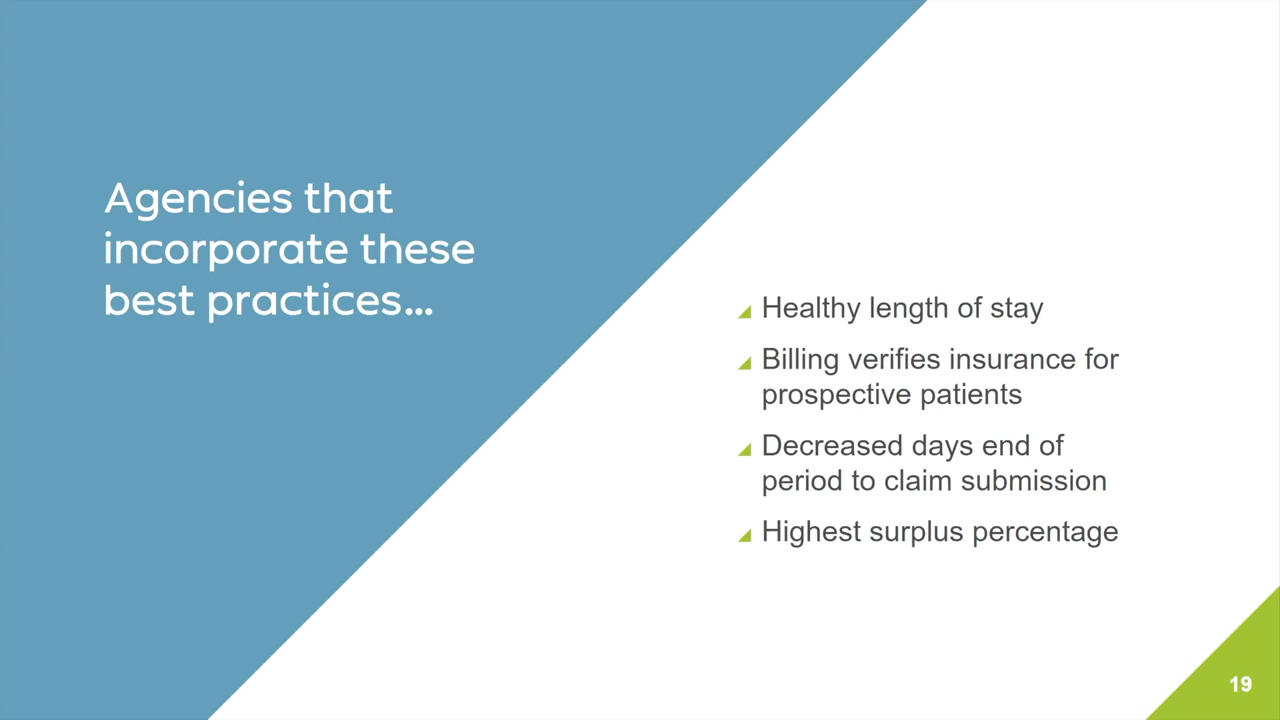 Agencies that
incorporate these
best practices...
Healthy length of stay
Billing verifies insurance for
prospective patients
Decreased days end of
period to claim submission
Highest surplus percentage
19